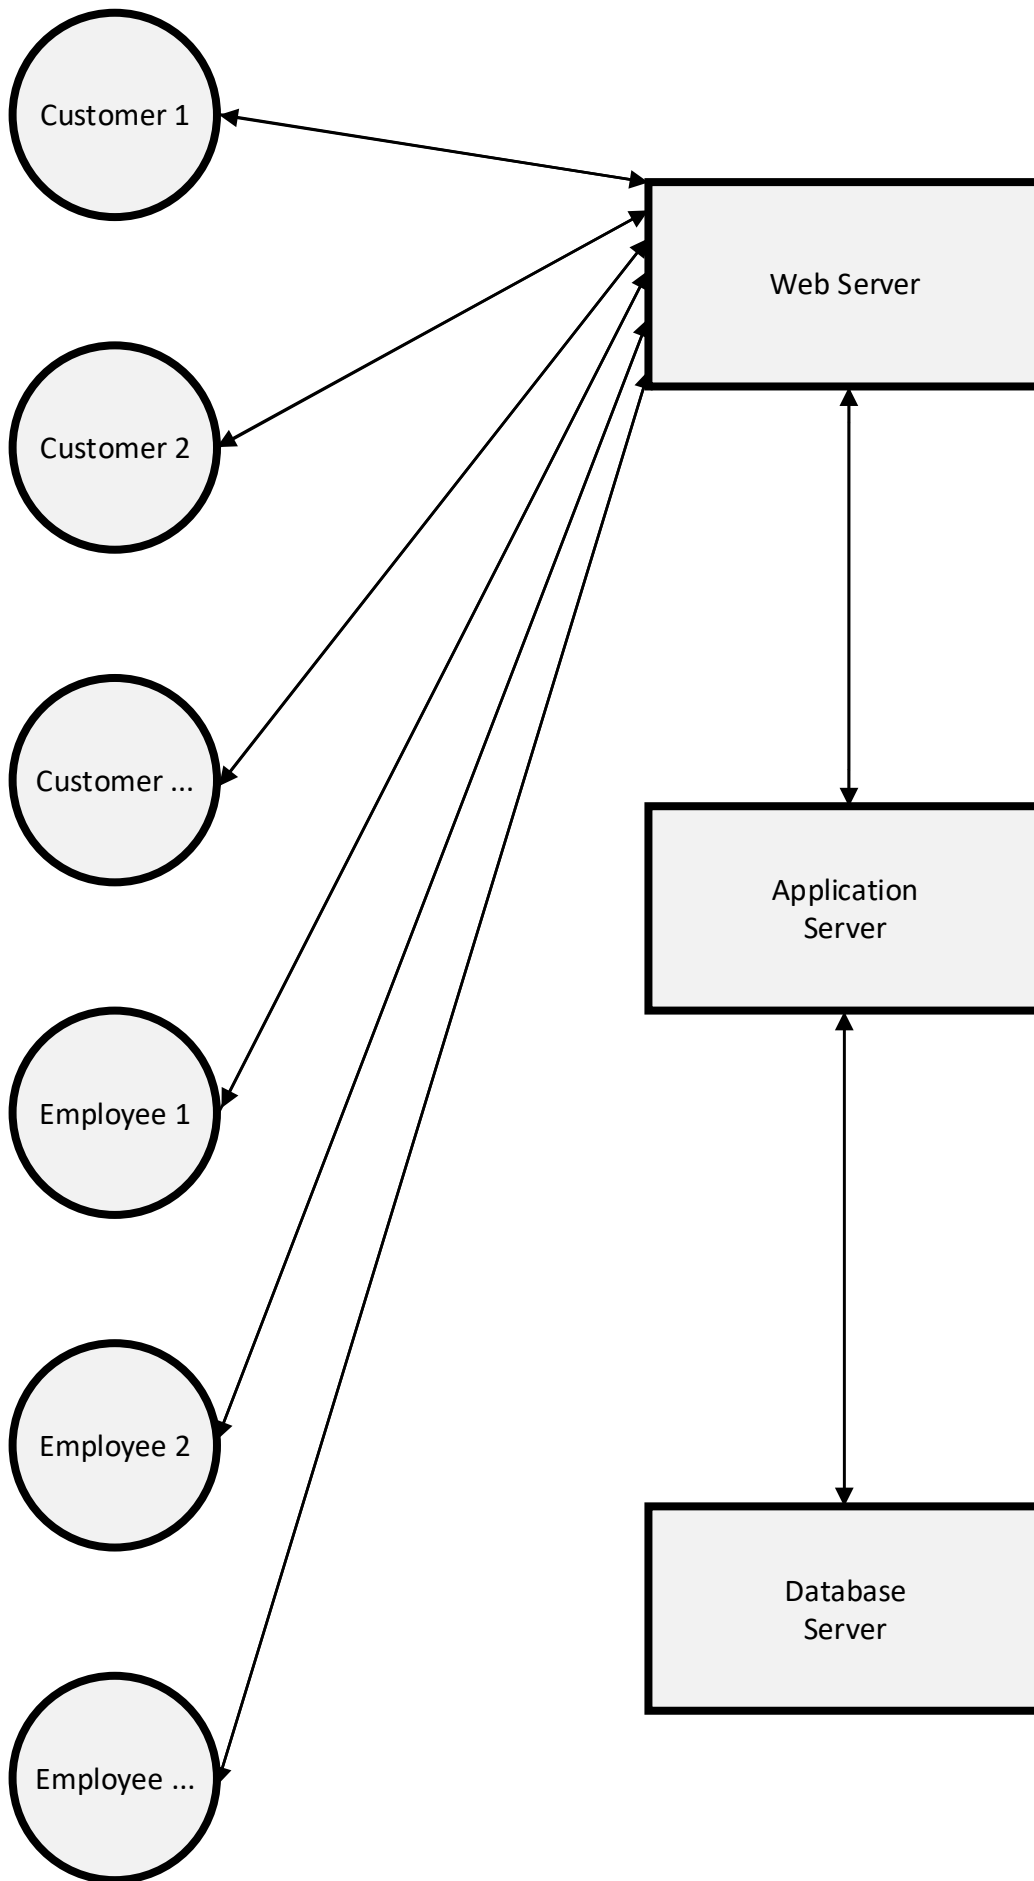 Customer 1
Web Server
Customer 2
Customer ...
Application
Server
Employee 1
Employee 2
Database
Server
Employee ...